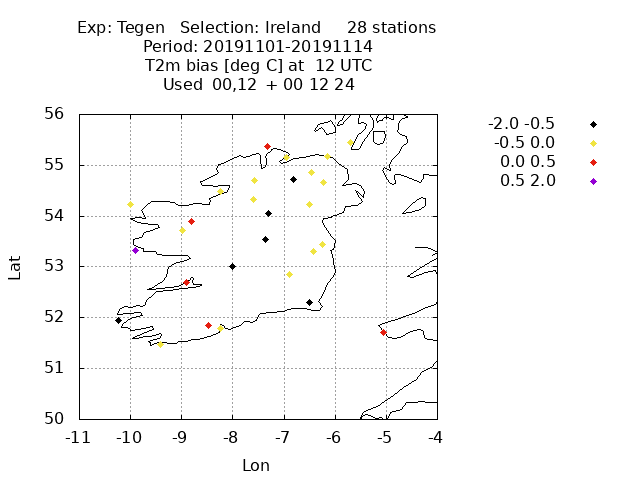 Exp: Tegen Selection: Ireland 28 stations
Period: 20191101-20191114
T2m bias [deg C] at 12 UTC
Used 00,12 + 00 12 24
56
55
54
53
52
51
50
-11 -10 -9 -8 -7 -6 -5 -4
Lat
Lon
-2.0 -0.5
-0.5 0.0
0.0 0.5
0.5 2.0